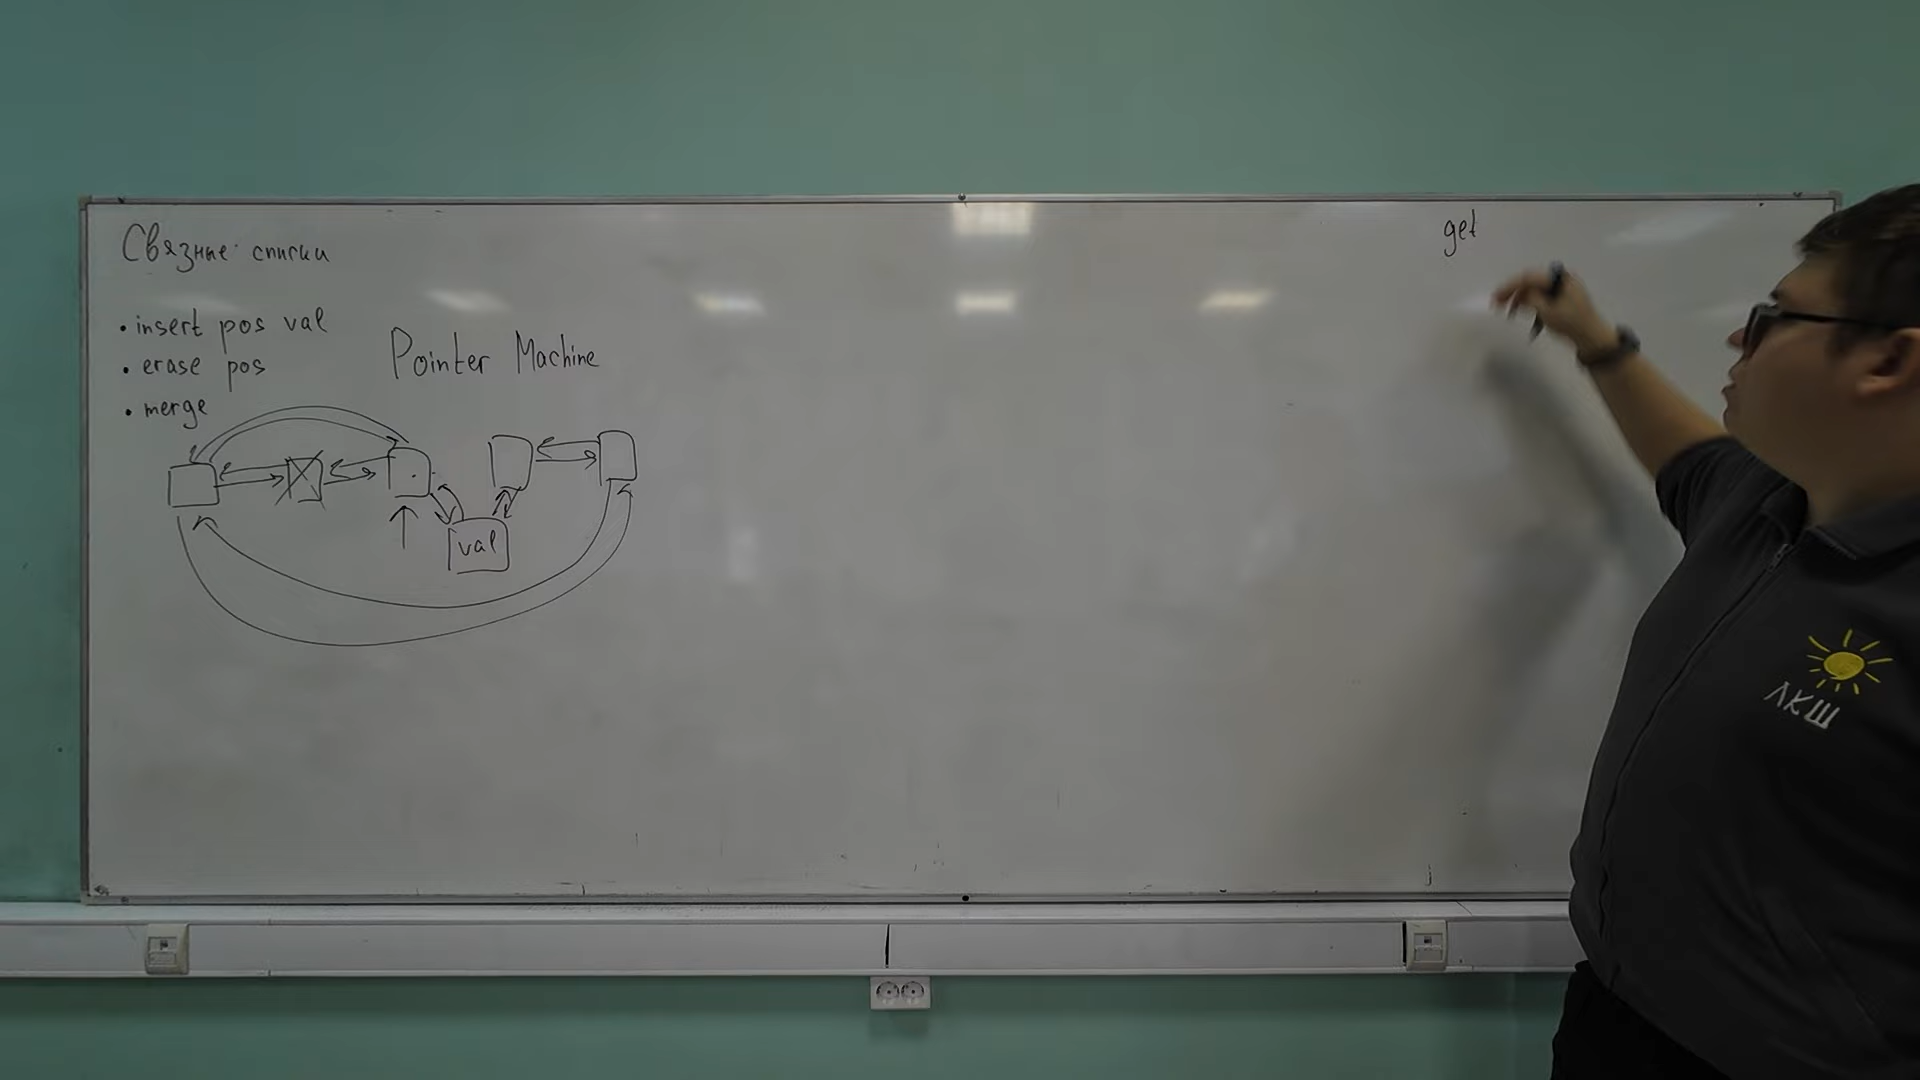 Связные списки
• insert pos val
• erase pos
• merge
Pointer Machine
val
get
ЛКШ